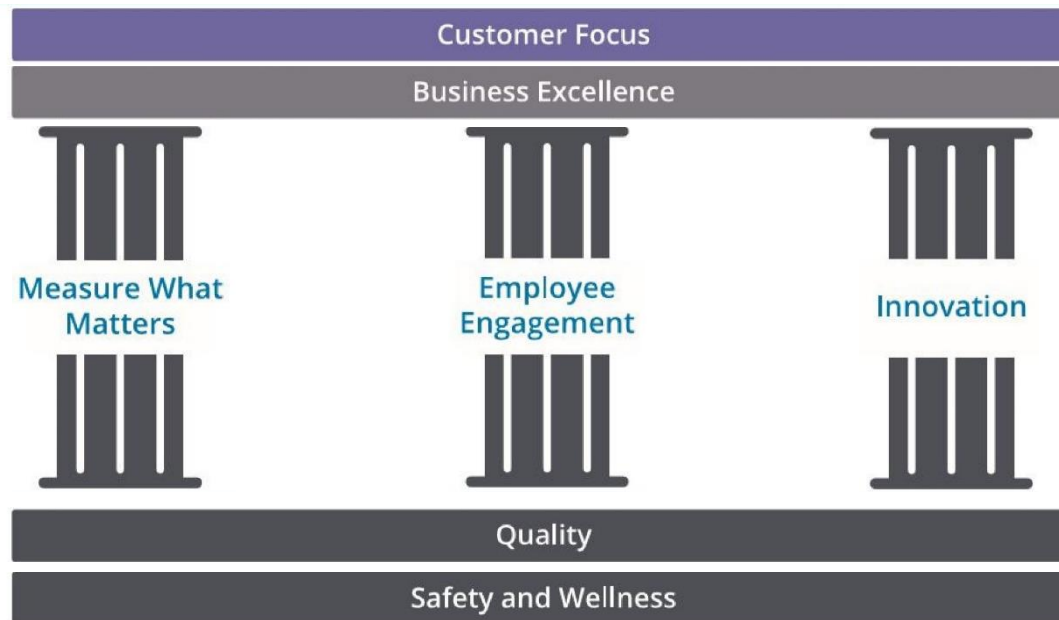 Customer Focus
Business Excellence
Measure What
Matters
Employee
Engagement
Innovation
Quality
Safety and Wellness